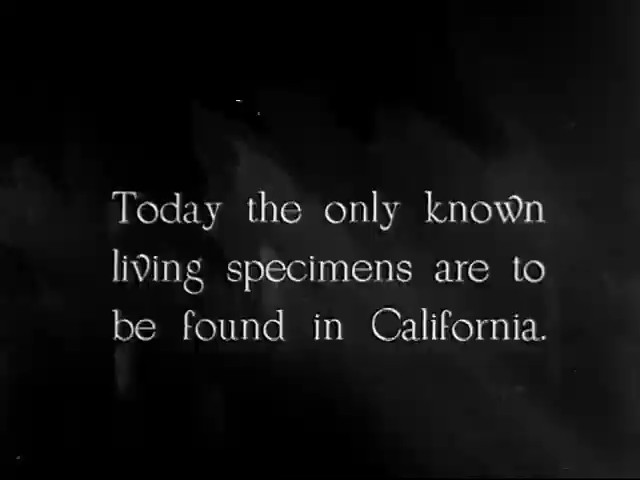 Today the only known
living specimens are to
be found in California.